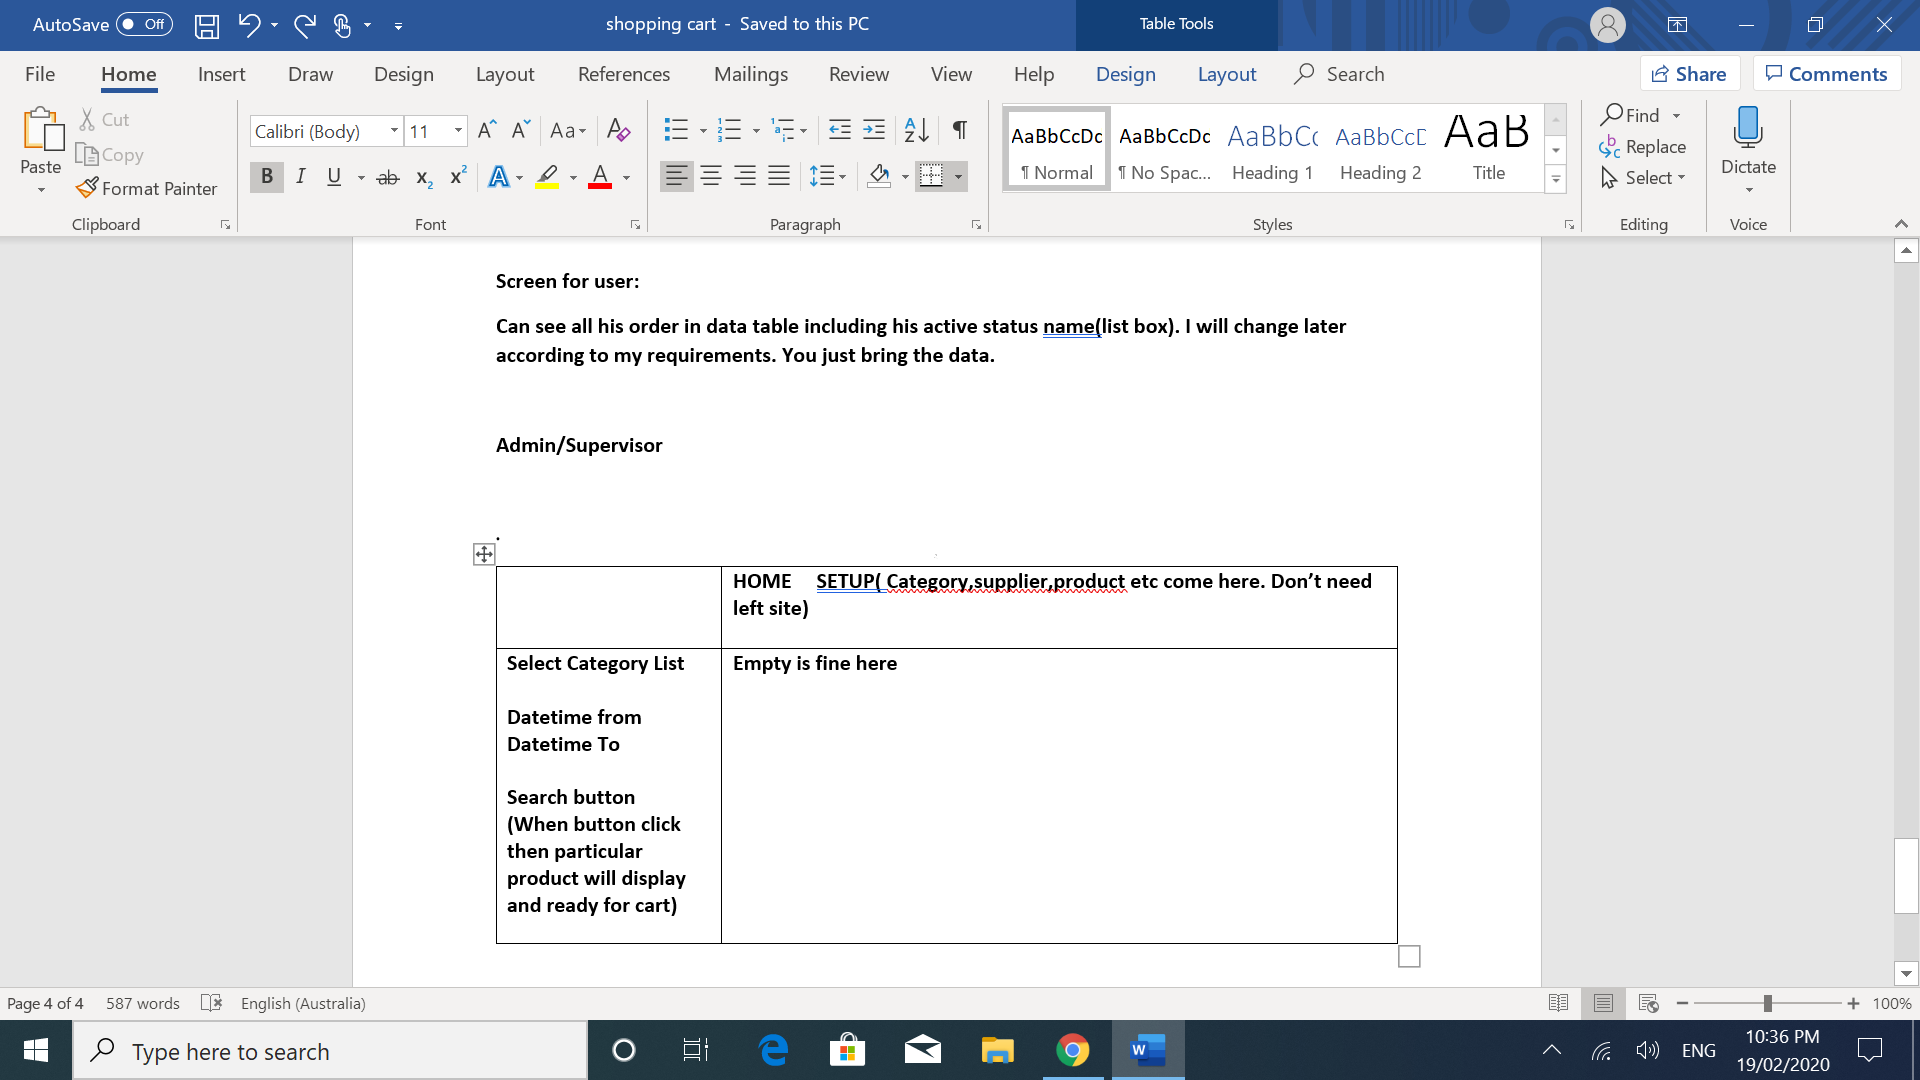 AutoSave Off shopping cart - Saved to this PC Table Tools
File Home Insert Draw Design Layout References Mailings Review View Help Design Layout Search Share Comments
Paste
Cut
Copy
Format Painter
Clipboard
Calibri (Body) 11
Font
Paragraph
AaBbCcDc AaBbCcDc AaBbCc AaBbCcD AaB
¶ Normal ¶ No Spac... Heading 1 Heading 2 Title
Styles
Find
Replace
Select
Editing
Dictate
Voice
Screen for user:
Can see all his order in data table including his active status name(list box). I will change later
according to my requirements. You just bring the data.
Admin/Supervisor
.
HOME SETUP( Category,supplier,product etc come here. Don’t need
left site)
Select Category List
Datetime from
Datetime To
Search button
(When button click
then particular
product will display
and ready for cart)
Empty is fine here
Page 4 of 4 587 words English (Australia) 100%
Type here to search
ENG
10:36 PM
19/02/2020